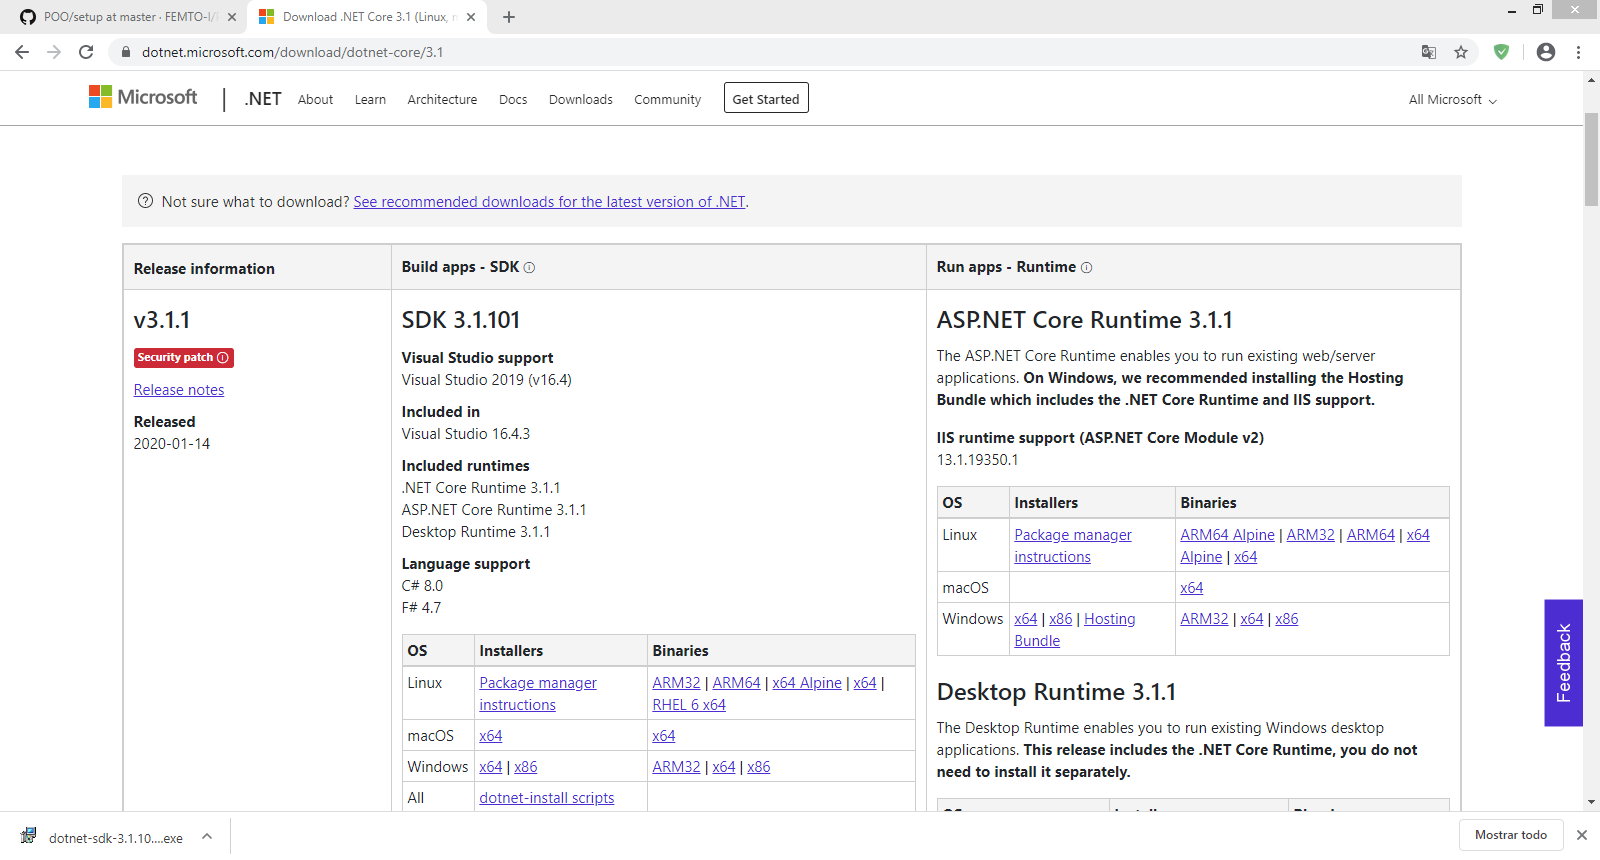 POO/setup at master · FEMTO-I/
Download .NET Core 3.1 (Linux, m
dotnet.microsoft.com/download/dotnet-core/3.1
Microsoft
.NET About Learn Architecture Docs Downloads Community Get Started All Microsoft
Not sure what to download? See recommended downloads for the latest version of .NET.
Release information
v3.1.1
Security patch
Release notes
Released
2020-01-14
Build apps - SDK
SDK 3.1.101
Visual Studio support
Visual Studio 2019 (v16.4)
Included in
Visual Studio 16.4.3
Included runtimes
.NET Core Runtime 3.1.1
ASP.NET Core Runtime 3.1.1
Desktop Runtime 3.1.1
Language support
C# 8.0
F# 4.7
OS Installers Binaries
Linux Package manager instructions ARM32 | ARM64 | x64 Alpine | x64 |
RHEL 6 x64
macOS x64 x64
Windows x64 | x86 ARM32 | x64 | x86
All dotnet-install scripts
Run apps - Runtime
ASP.NET Core Runtime 3.1.1
The ASP.NET Core Runtime enables you to run existing web/server
applications. On Windows, we recommended installing the Hosting
Bundle which includes the .NET Core Runtime and IIS support.
IIS runtime support (ASP.NET Core Module v2)
13.1.19350.1
OS Installers Binaries
Linux Package manager instructions ARM64 Alpine | ARM32 | ARM64 | x64
Alpine | x64
macOS x64
Windows x64 | x86 | Hosting Bundle ARM32 | x64 | x86
Desktop Runtime 3.1.1
The Desktop Runtime enables you to run existing Windows desktop
applications. This release includes the .NET Core Runtime, you do not
need to install it separately.
Feedback
dotnet-sdk-3.1.10....exe
Mostrar todo